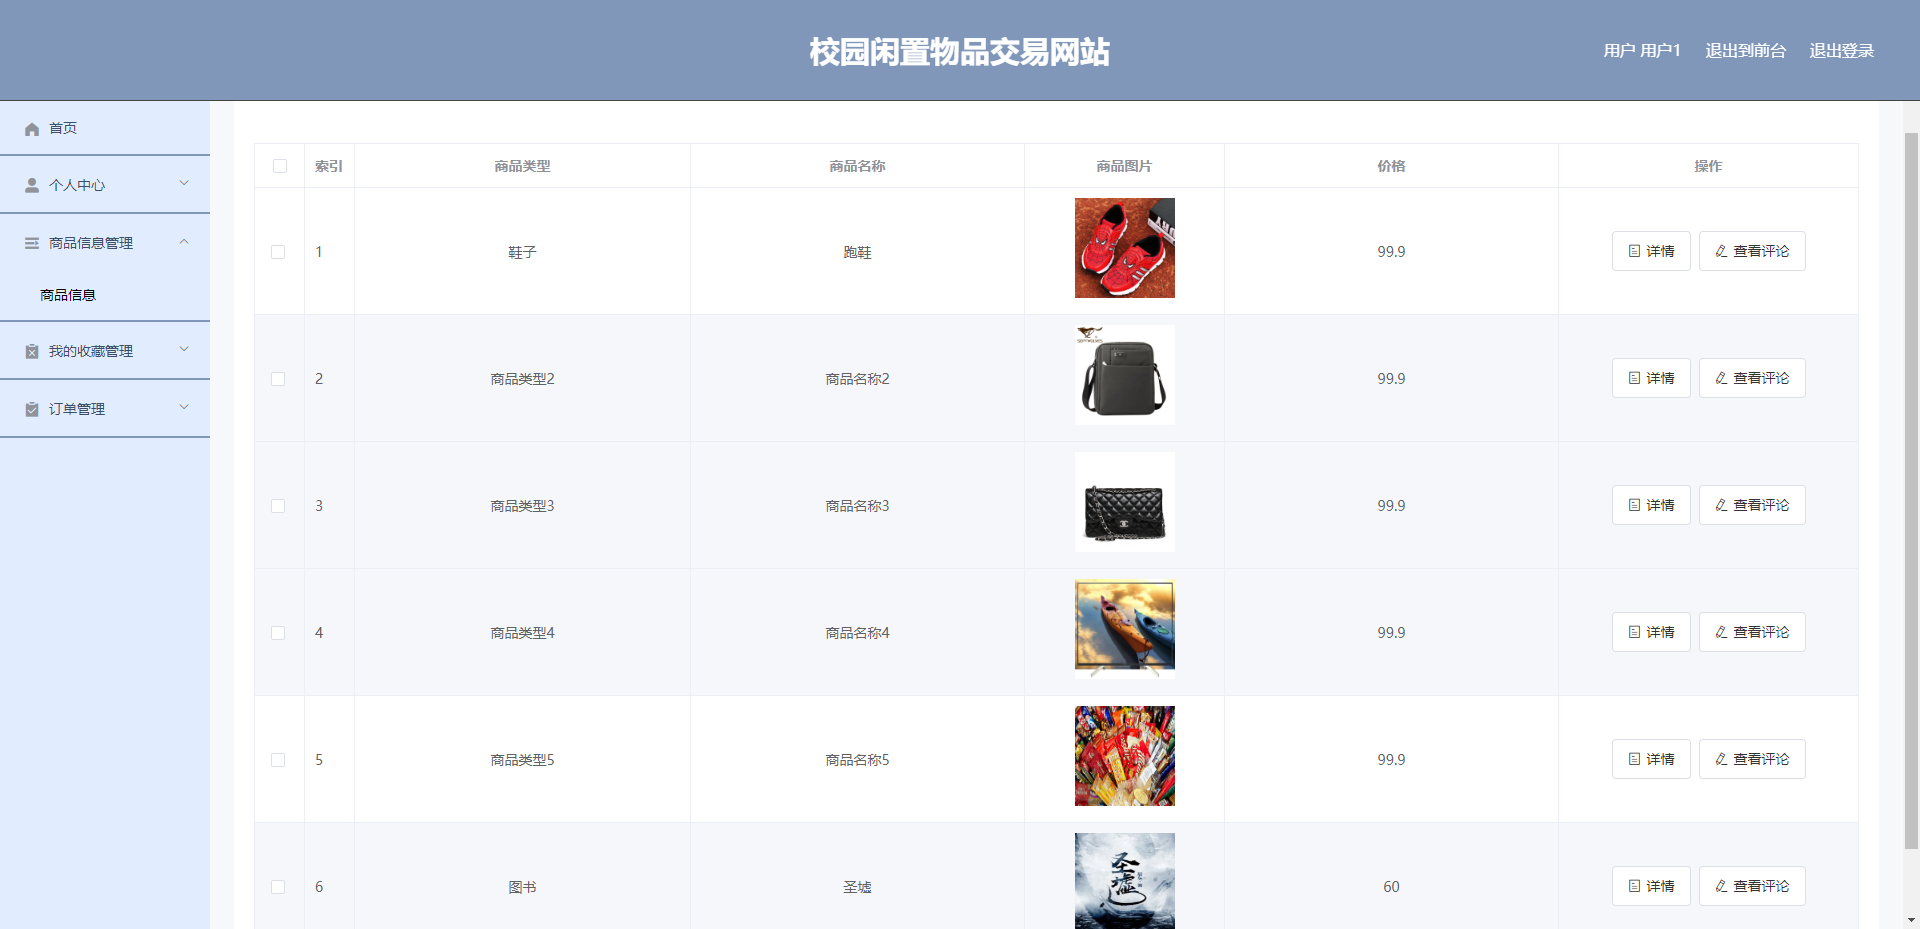 校园闲置物品交易网站
用户 用户1 退出到前台 退出登录
首页
个人中心
商品信息管理
商品信息
我的收藏管理
订单管理
索引 商品类型 商品名称 商品图片 价格 操作
1 鞋子 跑鞋 99.9 详情 查看评论
2 商品类型2 商品名称2 99.9 详情 查看评论
3 商品类型3 商品名称3 99.9 详情 查看评论
4 商品类型4 商品名称4 99.9 详情 查看评论
5 商品类型5 商品名称5 99.9 详情 查看评论
6 图书 圣墟 60 详情 查看评论
圣墟